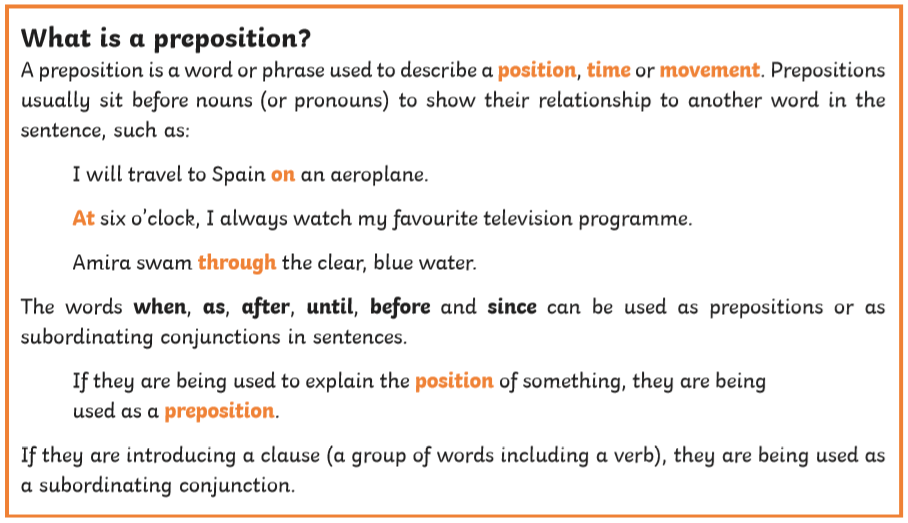 What is a preposition?
A preposition is a word or phrase used to describe a position, time or movement. Prepositions
usually sit before nouns (or pronouns) to show their relationship to another word in the
sentence, such as:
I will travel to Spain on an aeroplane.
At six o'clock, I always watch my favourite television programme.
Amira swam through the clear, blue water.
The words when, as, after, until, before and since can be used as prepositions or as
subordinating conjunctions in sentences.
If they are being used to explain the position of something, they are being
used as a preposition.
If they are introducing a clause (a group of words including a verb), they are being used as
a subordinating conjunction.